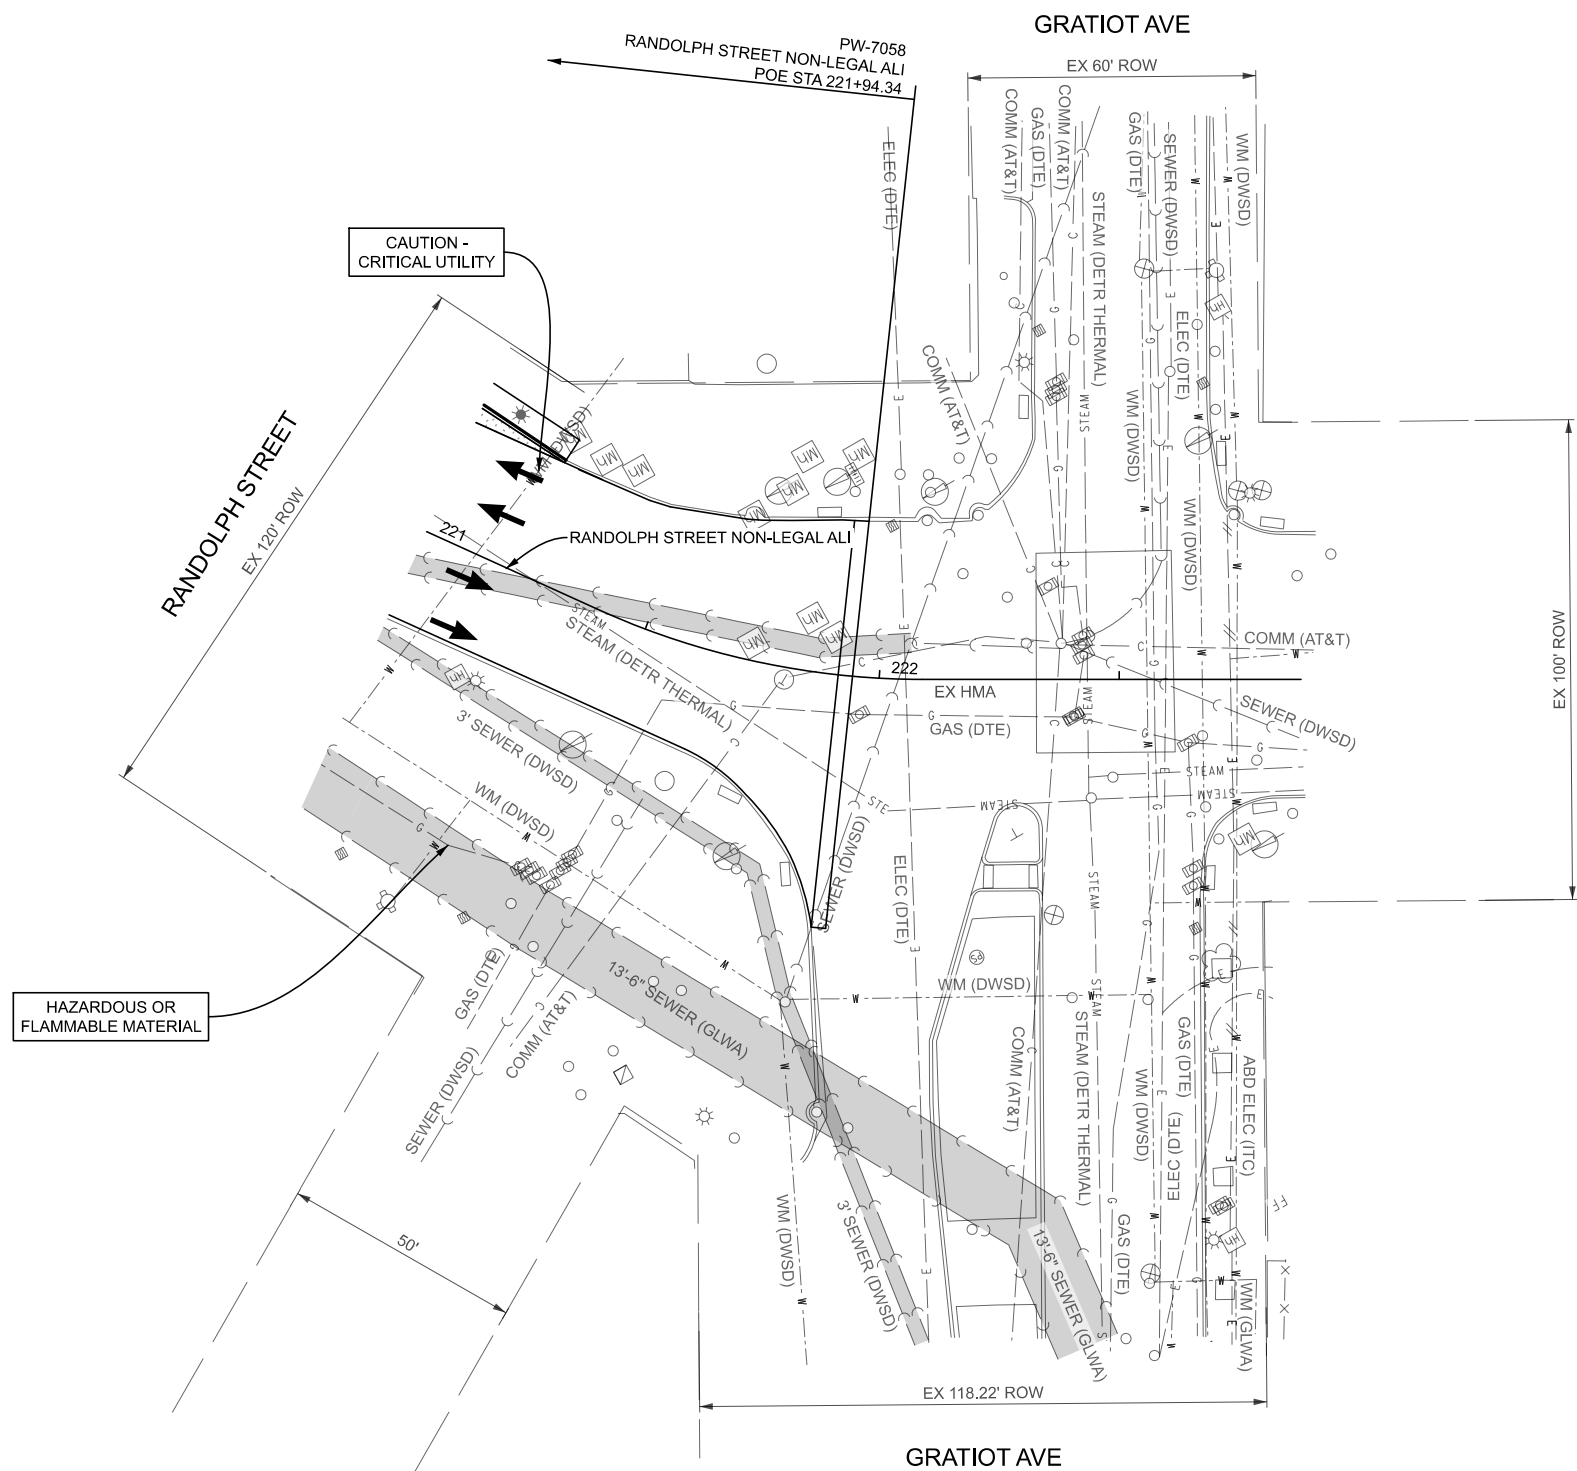 GRATIOT AVE
PW-7058
RANDOLPH STREET NON-LEGAL ALI
POE STA 221+94.34
EX 60' ROW
COMM (AT&T)
GAS (DTE)
COMM (AT&T)
GAS (DTE)
SEWER (DWSD)
WM (DWSD)
ELEC (DTE)
STEAM (DETR THERMAL)
CAUTION -
CRITICAL UTILITY
ELEC (DTE)
COMM (AT&T)
WM (DWSD)
WM (DWSD)
RANDOLPH STREET
EX 120' ROW
221
RANDOLPH STREET NON-LEGAL ALI
WM (DWSD)
STEAM
STEAM (DETR THERMAL)
222
EX HMA
COMM (AT&T)
GAS (DTE)
SEWER (DWSD)
EX 100' ROW
3' SEWER (DWSD)
WM (DWSD)
STEAM
STEAM
STEAM
STEAM
STEAM
STE
SEWER (DWSD)
ELEC (DTE)
STEAM
HAZARDOUS OR
FLAMMABLE MATERIAL
GAS (DTE)
13'-6" SEWER (GLWA)
WM (DWSD)
STEAM
COMM (AT&T)
SEWER (DWSD)
COMM (AT&T)
STEAM (DETR THERMAL)
WM (DWSD)
GAS (DTE)
ELEC (DTE)
ABD ELEC (ITC)
50'
WM (DWSD)
3' SEWER (DWSD)
13'-6" SEWER (GLWA)
GAS (DTE)
WM (GLWA)
EX 118.22' ROW
GRATIOT AVE